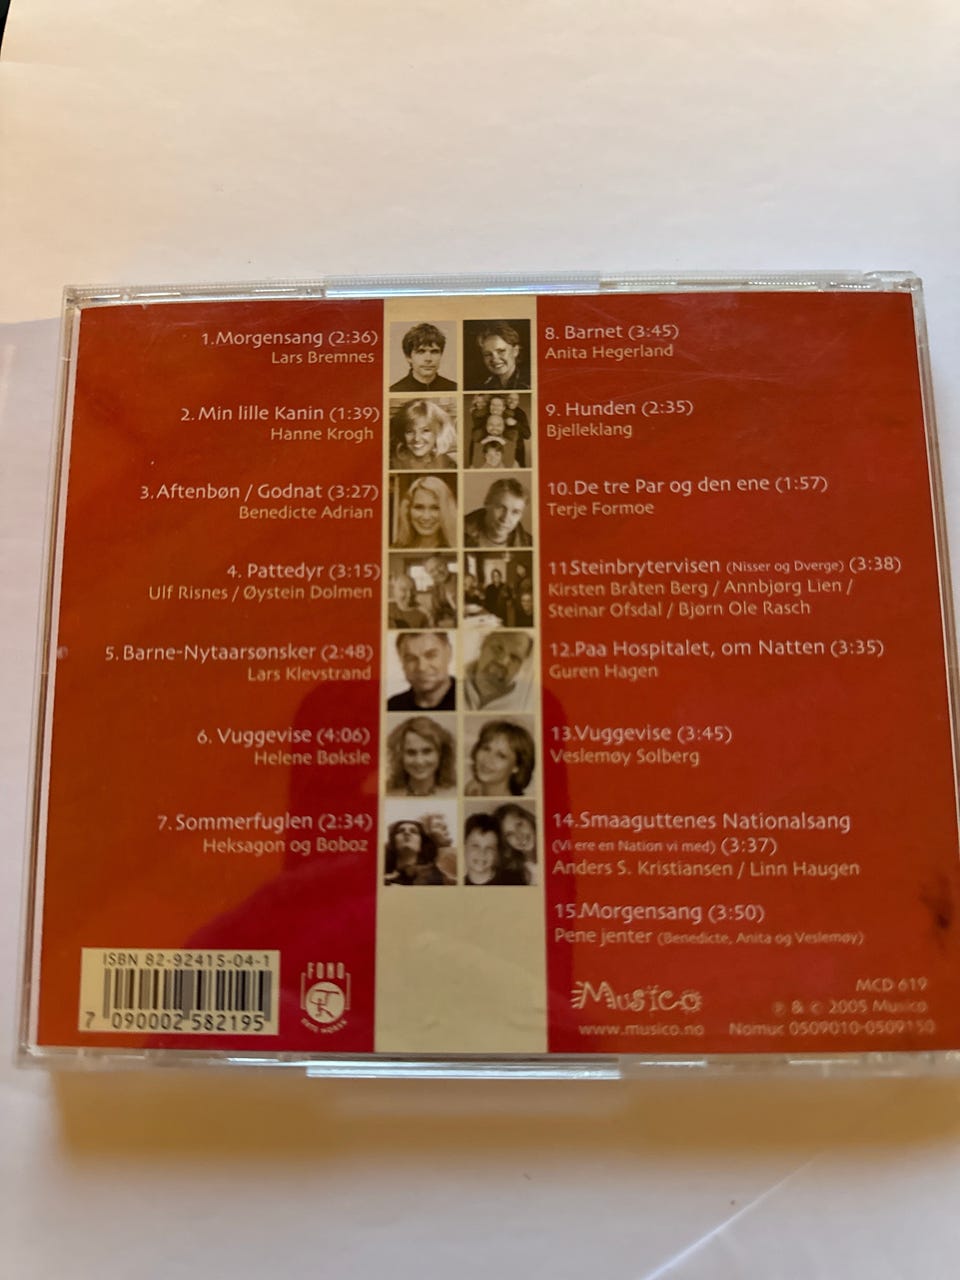 1.Morgensang (2:36)
Lars Bremnes
2.Min lille Kanin (1:39)
Hanne Krogh
3.Aftenbøn / Godnat (3:27)
Benedicte Adrian
4. Pattedyr (3:15)
Ulf Risnes / Øystein Dolmen
5.Barne-Nytaarsønsker (2:48)
Lars Klevstrand
6. Vuggevise (4:06)
Helene Bøksle
7.Sommerfuglen (2:34)
Heksagon og Boboz
8. Barnet (3:45)
Anita Hegerland
9. Hunden (2:35)
Bjelleklang
10.De tre Par og den ene (1:57)
Terje Formoe
11Steinbrytervisen (Nisser og Dverge) (3:38)
Kirsten Bråten Berg / Annbjørg Lien /
Steinar Ofsdal / Bjørn Ole Rasch
12.Paa Hospitalet, om Natten (3:35)
Guren Hagen
13.Vuggevise (3:45)
Veslemøy Solberg
14.Smaaguttenes Nationalsang
(Vi ere en Nation vi med) (3:37)
Anders S. Kristiansen / Linn Haugen
15.Morgensang (3:50)
Pene jenter (Benedicte, Anita og Veslemøy)
ISBN 82-92415-04-1
7 090002 582195
FONO
Musico
www.musico.no
MCD 619
℗ & © 2005 Musico
Nomuc 0509010-0509150